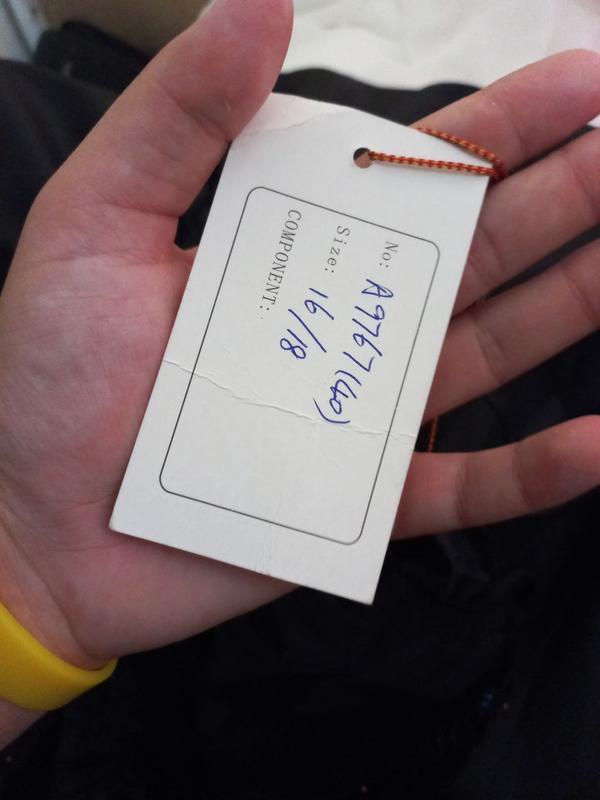 No: A9767(40)
Size: 16/18
COMPONENT: